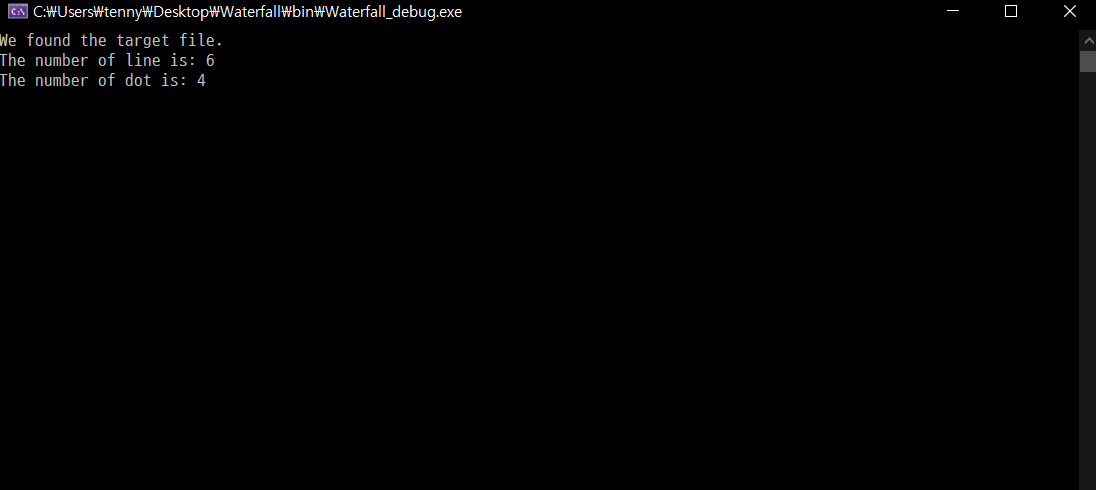 C:₩Users₩tenny₩Desktop₩Waterfall₩bin₩Waterfall_debug.exe
We found the target file.
The number of line is: 6
The number of dot is: 4